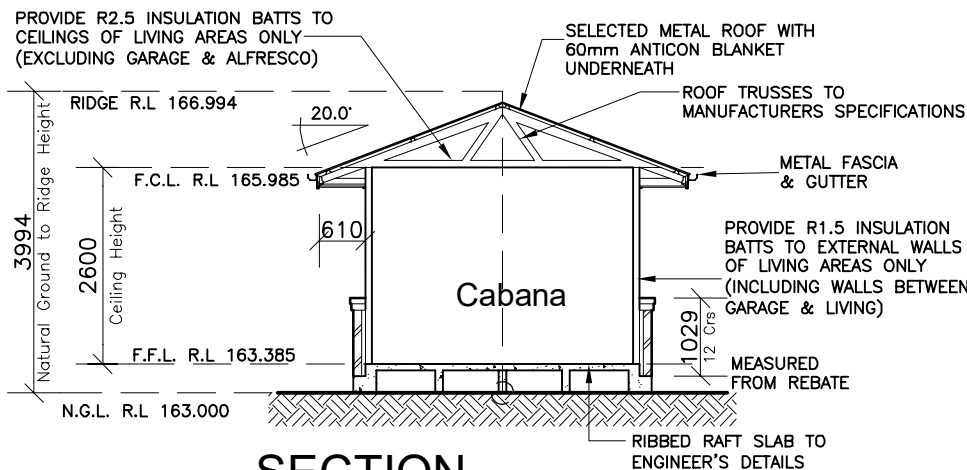 PROVIDE R2.5 INSULATION BATTS TO
CEILINGS OF LIVING AREAS ONLY
(EXCLUDING GARAGE & ALFRESCO)
SELECTED METAL ROOF WITH
60mm ANTICON BLANKET
UNDERNEATH
RIDGE R.L 166.994
ROOF TRUSSES TO
MANUFACTURERS SPECIFICATIONS
20.0°
F.C.L. R.L 165.985
METAL FASCIA
& GUTTER
3994
Natural Ground to Ridge Height
2600
Ceiling Height
610
PROVIDE R1.5 INSULATION
BATTS TO EXTERNAL WALLS
OF LIVING AREAS ONLY
(INCLUDING WALLS BETWEEN
GARAGE & LIVING)
Cabana
1029
12 Crs
F.F.L. R.L 163.385
MEASURED
FROM REBATE
N.G.L. R.L 163.000
RIBBED RAFT SLAB TO
ENGINEER'S DETAILS
SECTION